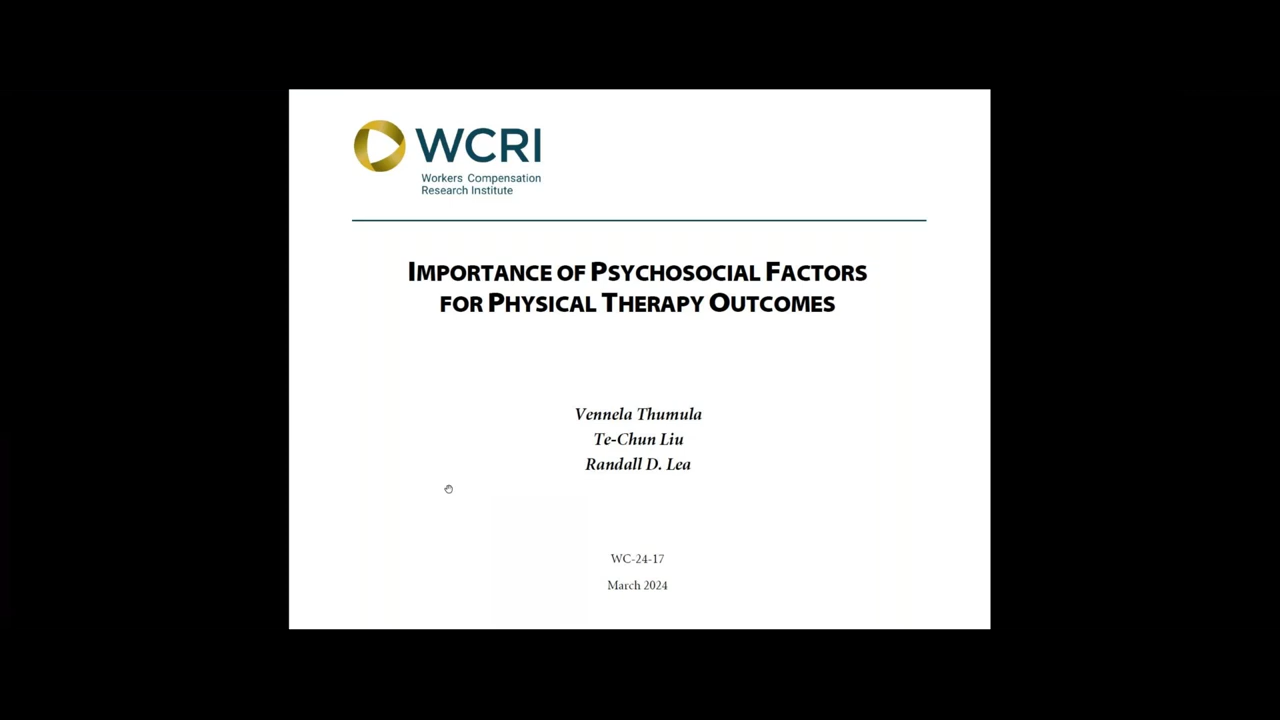 WCRI
Workers Compensation
Research Institute
IMPORTANCE OF PSYCHOSOCIAL FACTORS
FOR PHYSICAL THERAPY OUTCOMES
Vennela Thumula
Te-Chun Liu
Randall D. Lea
WC-24-17
March 2024